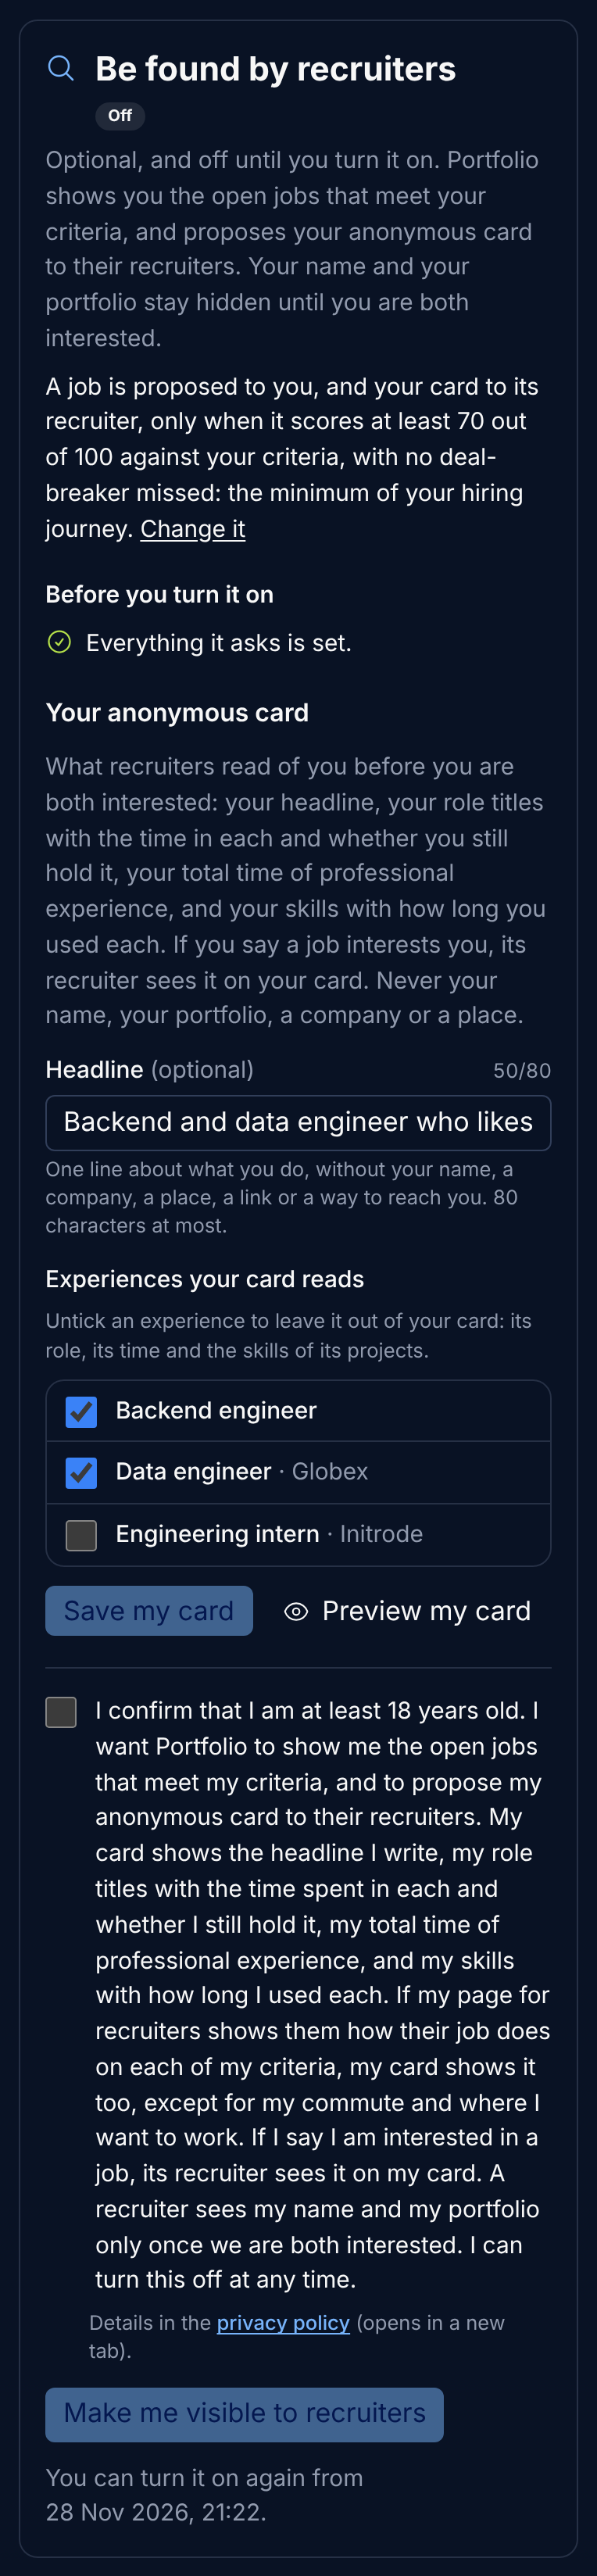 Be found by recruiters
Off
Optional, and off until you turn it on. Portfolio
shows you the open jobs that meet your
criteria, and proposes your anonymous card
to their recruiters. Your name and your
portfolio stay hidden until you are both
interested.
A job is proposed to you, and your card to its
recruiter, only when it scores at least 70 out
of 100 against your criteria, with no deal-
breaker missed: the minimum of your hiring
journey. Change it
Before you turn it on
Everything it asks is set.
Your anonymous card
What recruiters read of you before you are
both interested: your headline, your role titles
with the time in each and whether you still
hold it, your total time of professional
experience, and your skills with how long you
used each. If you say a job interests you, its
recruiter sees it on your card. Never your
name, your portfolio, a company or a place.
Headline (optional) 50/80
Backend and data engineer who likes
One line about what you do, without your name, a
company, a place, a link or a way to reach you. 80
characters at most.
Experiences your card reads
Untick an experience to leave it out of your card: its
role, its time and the skills of its projects.
Backend engineer
Data engineer · Globex
Engineering intern · Initrode
Save my card Preview my card
I confirm that I am at least 18 years old. I
want Portfolio to show me the open jobs
that meet my criteria, and to propose my
anonymous card to their recruiters. My
card shows the headline I write, my role
titles with the time spent in each and
whether I still hold it, my total time of
professional experience, and my skills
with how long I used each. If my page for
recruiters shows them how their job does
on each of my criteria, my card shows it
too, except for my commute and where I
want to work. If I say I am interested in a
job, its recruiter sees it on my card. A
recruiter sees my name and my portfolio
only once we are both interested. I can
turn this off at any time.
Details in the privacy policy (opens in a new
tab).
Make me visible to recruiters
You can turn it on again from
28 Nov 2026, 21:22.